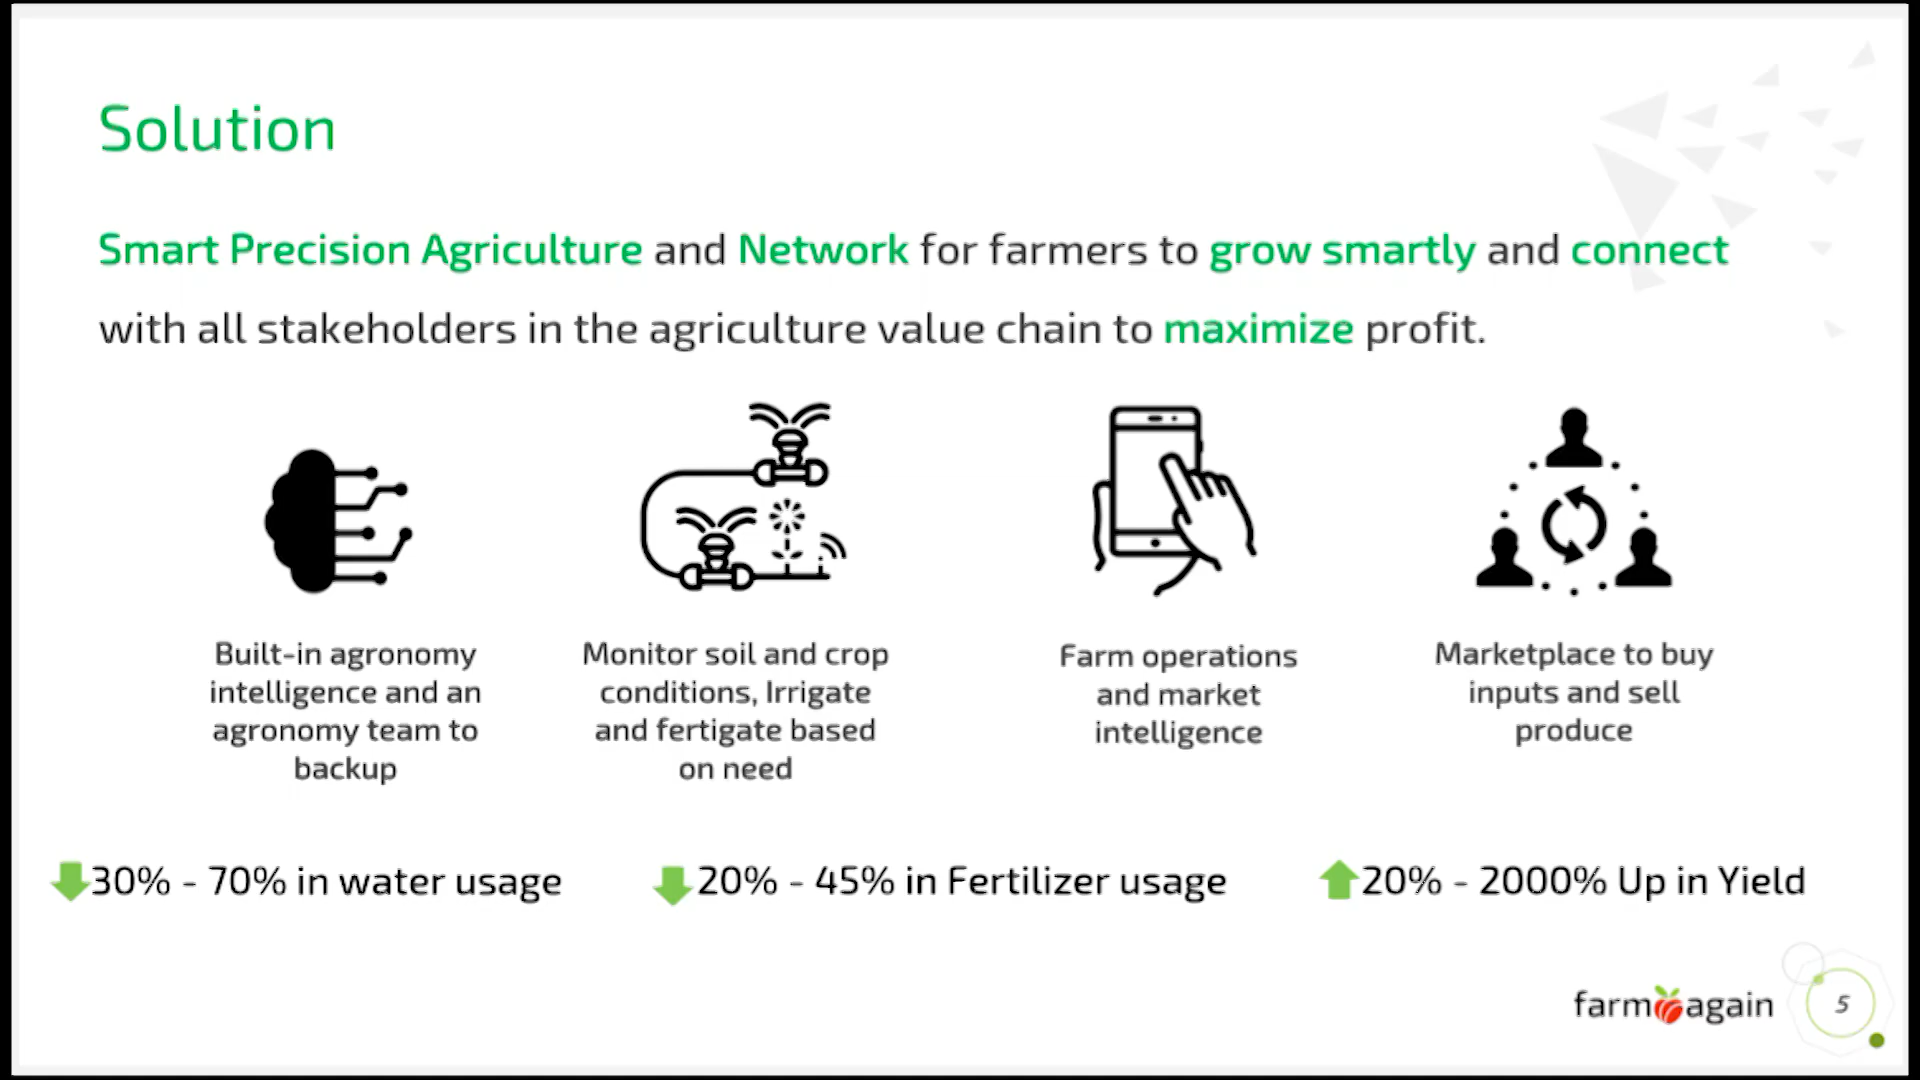 Solution
Smart Precision Agriculture and Network for farmers to grow smartly and connect
with all stakeholders in the agriculture value chain to maximize profit.
Built-in agronomy
intelligence and an
agronomy team to
backup
Monitor soil and crop
conditions, Irrigate
and fertigate based
on need
Farm operations
and market
intelligence
Marketplace to buy
inputs and sell
produce
30% - 70% in water usage
20% - 45% in Fertilizer usage
20% - 2000% Up in Yield
farm again
5